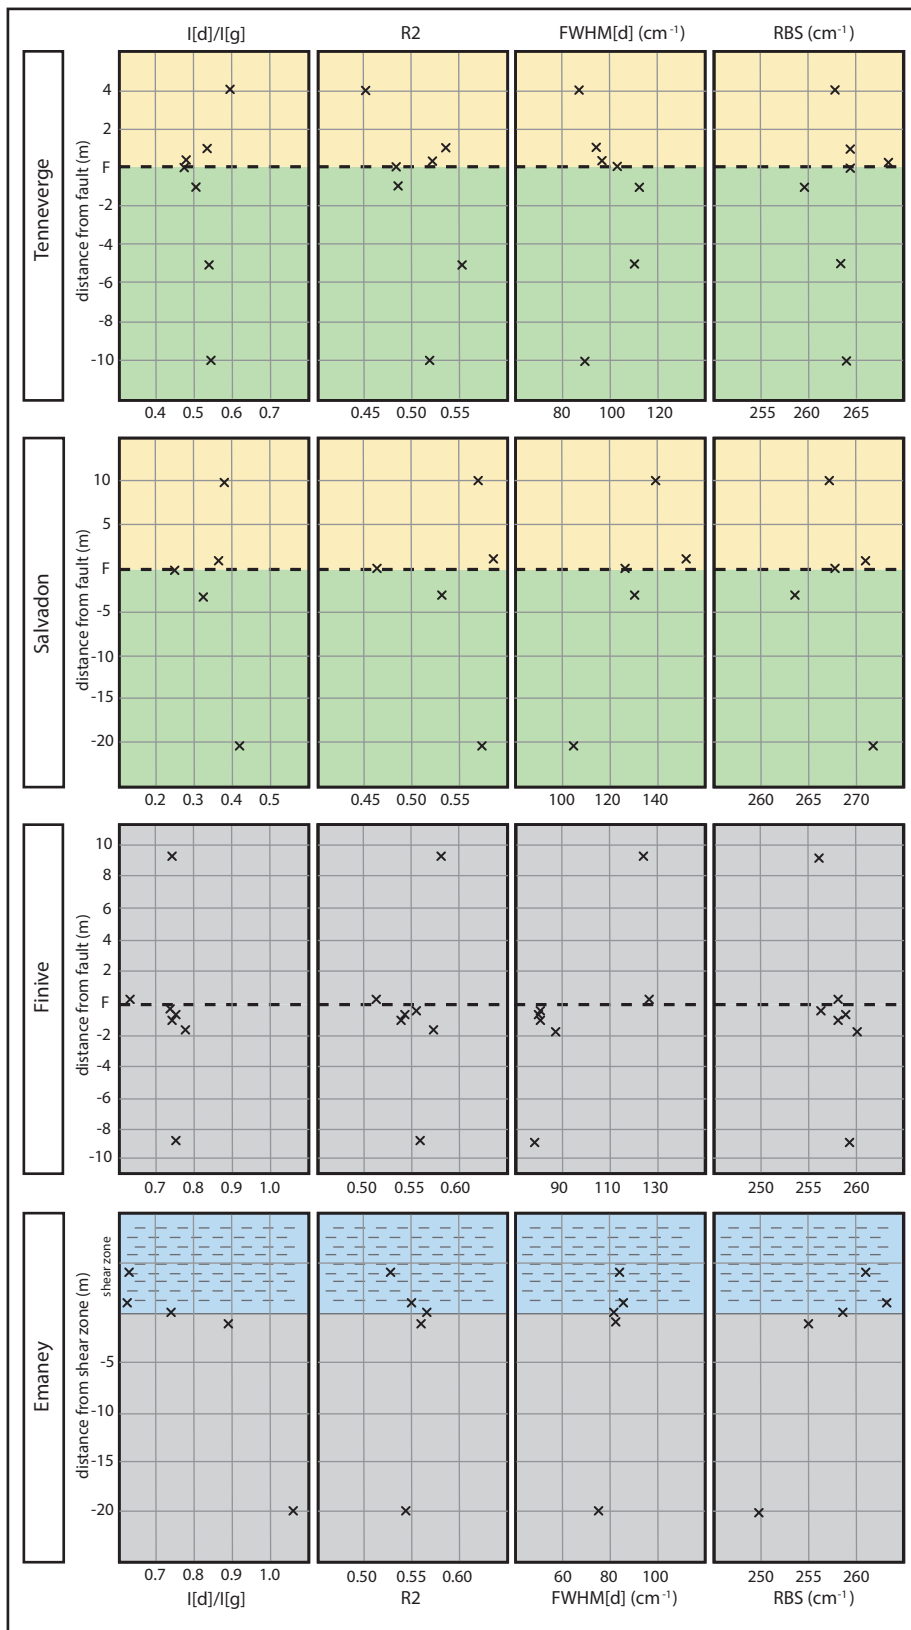 I[d]/I[g] R2 FWHM[d] (cm⁻¹) RBS (cm⁻¹)
Tenneverge
distance from fault (m)
4
2
F
-2
-4
-6
-8
-10
0.4 0.5 0.6 0.7 0.45 0.50 0.55 80 100 120 255 260 265
Salvadon
distance from fault (m)
10
5
F
-5
-10
-15
-20
0.2 0.3 0.4 0.5 0.45 0.50 0.55 100 120 140 260 265 270
Finive
distance from fault (m)
10
8
6
4
2
F
-2
-4
-6
-8
-10
0.7 0.8 0.9 1.0 0.50 0.55 0.60 90 110 130 250 255 260
Emaney
distance from shear zone (m)
shear zone
-5
-10
-15
-20
0.7 0.8 0.9 1.0 0.50 0.55 0.60 60 80 100 250 255 260
I[d]/I[g] R2 FWHM[d] (cm⁻¹) RBS (cm⁻¹)